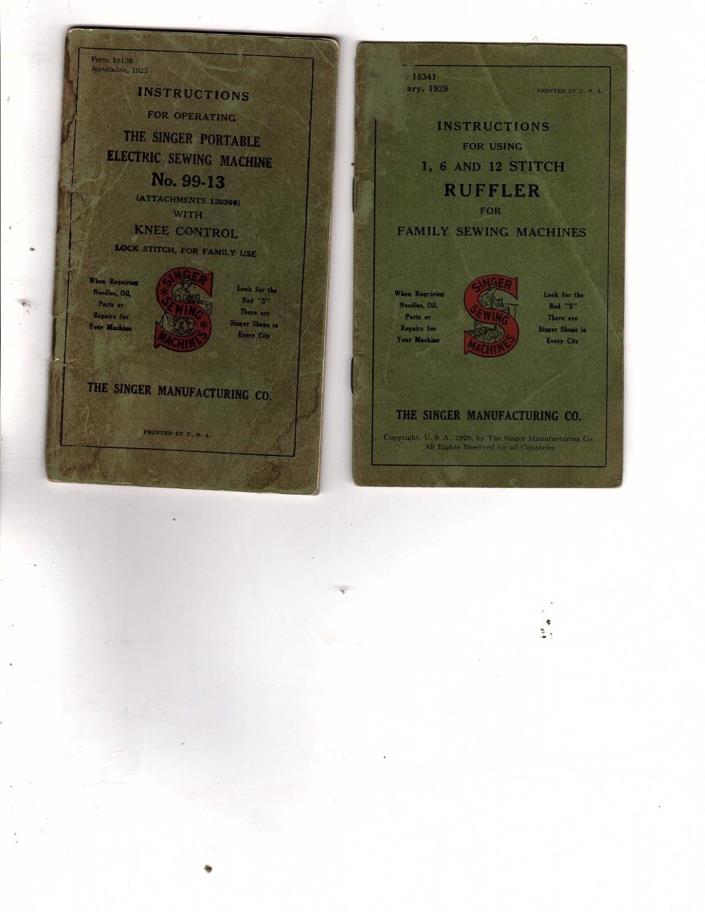 Form 18139
September, 1925
INSTRUCTIONS
FOR OPERATING
THE SINGER PORTABLE
ELECTRIC SEWING MACHINE
No. 99-13
(ATTACHMENTS 120368)
WITH
KNEE CONTROL
LOCK STITCH, FOR FAMILY USE
When Requiring
Needles, Oil,
Parts or
Repairs for
Your Machine
SINGER
SEWING
MACHINES
Look for the
Red "S"
There are
Singer Shops in
Every City
THE SINGER MANUFACTURING CO.
PRINTED IN U. S. A.
18341
ary, 1929
PRINTED IN U. S. A.
INSTRUCTIONS
FOR USING
1, 6 AND 12 STITCH
RUFFLER
FOR
FAMILY SEWING MACHINES
When Requiring
Needles, Oil,
Parts or
Repairs for
Your Machine
SINGER
SEWING
MACHINES
Look for the
Red "S"
There are
Singer Shops in
Every City
THE SINGER MANUFACTURING CO.
Copyright, U. S. A., 1928, by The Singer Manufacturing Co.
All Rights Reserved for all Countries